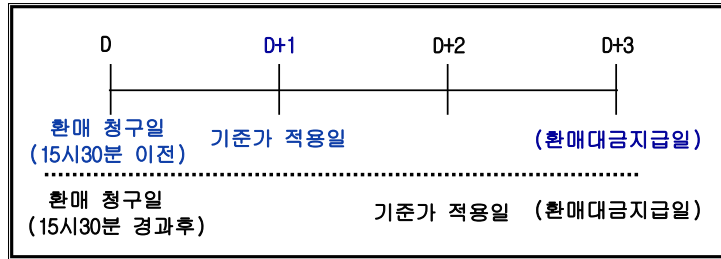 D D+1 D+2 D+3
환매 청구일 기준가 적용일 (환매대금지급일)
(15시30분 이전)
환매 청구일 기준가 적용일 (환매대금지급일)
(15시30분 경과후)